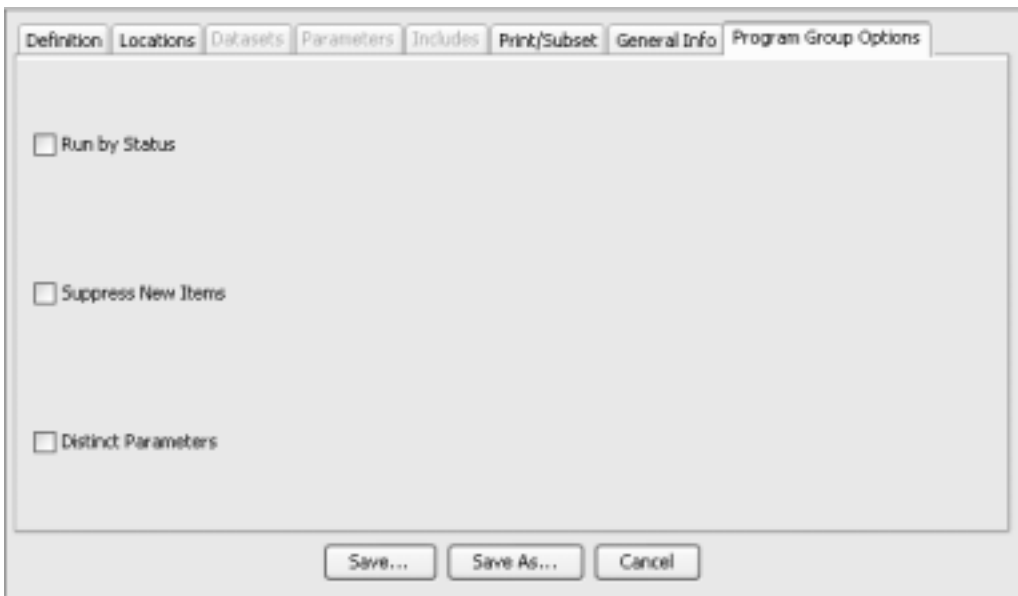 Definition Locations Datasets Parameters Includes Print/Subset General Info Program Group Options
Run by Status
Suppress New Items
Distinct Parameters
Save... Save As... Cancel